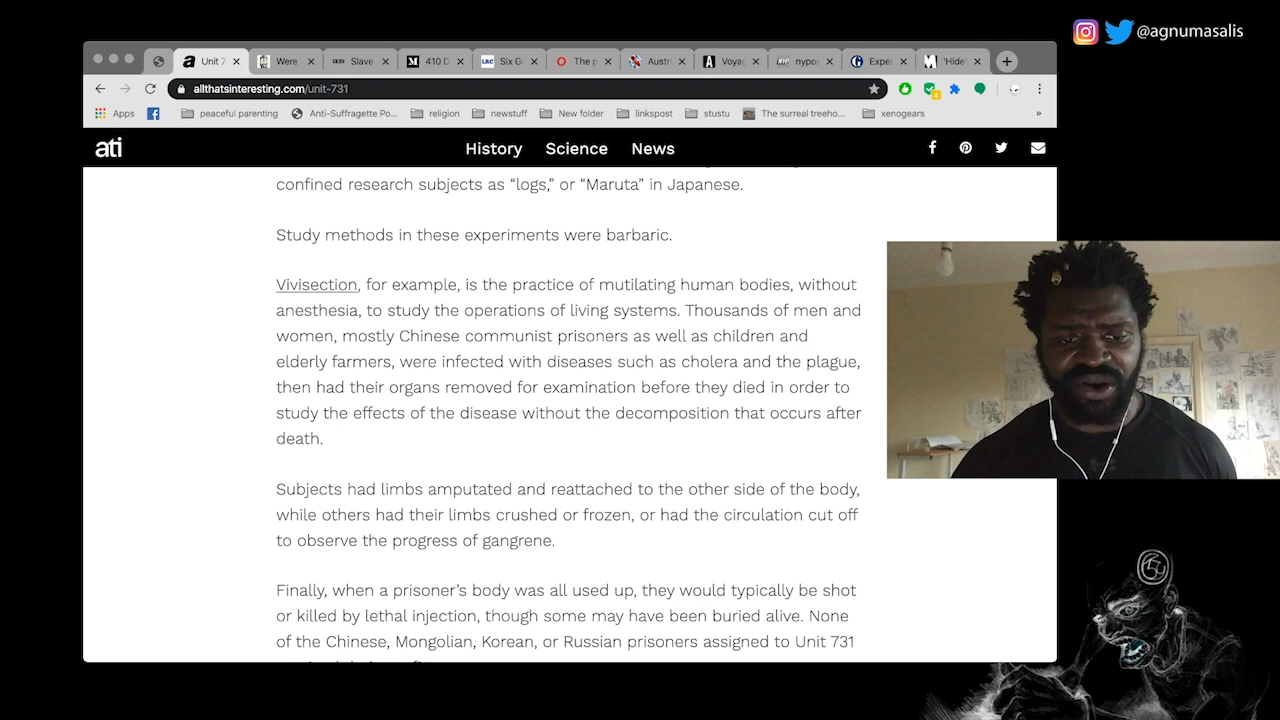 @agnumasalis
Unit 7
Were
Slave
410 D
LRC
Six G
The p
Austr
Voyag
nypos
Exper
'Hide'
allthatsinteresting.com/unit-731
Apps
peaceful parenting
Anti-Suffragette Po...
religion
newstuff
New folder
linkspost
stustu
The surreal treeho...
xenogears
»
ati
History
Science
News
confined research subjects as “logs,” or “Maruta” in Japanese.
Study methods in these experiments were barbaric.
Vivisection, for example, is the practice of mutilating human bodies, without
anesthesia, to study the operations of living systems. Thousands of men and
women, mostly Chinese communist prisoners as well as children and
elderly farmers, were infected with diseases such as cholera and the plague,
then had their organs removed for examination before they died in order to
study the effects of the disease without the decomposition that occurs after
death.
Subjects had limbs amputated and reattached to the other side of the body,
while others had their limbs crushed or frozen, or had the circulation cut off
to observe the progress of gangrene.
Finally, when a prisoner’s body was all used up, they would typically be shot
or killed by lethal injection, though some may have been buried alive. None
of the Chinese, Mongolian, Korean, or Russian prisoners assigned to Unit 731